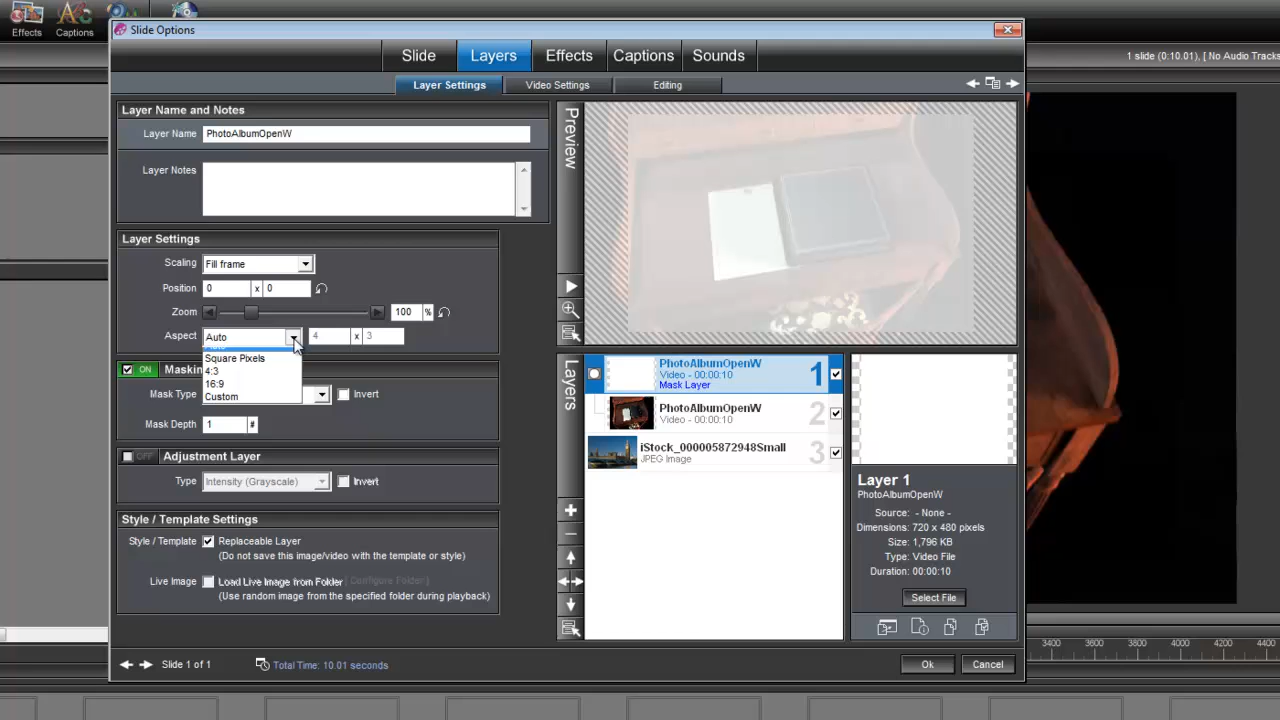 Effects
Captions
Slide Options
Slide
Layers
Effects
Captions
Sounds
1 slide (0:10.01), [ No Audio Tracks
Layer Settings
Video Settings
Editing
Layer Name and Notes
Layer Name
PhotoAlbumOpenW
Layer Notes
Preview
Layer Settings
Scaling
Fill frame
Position
0
x
0
Zoom
100
%
Aspect
Auto
4
x
3
Square Pixels
4:3
16:9
Custom
ON
Mask Type
Invert
Mask Depth
1
#
OFF
Adjustment Layer
Type
Intensity (Grayscale)
Invert
Style / Template Settings
Style / Template
Replaceable Layer
(Do not save this image/video with the template or style)
Live Image
Load Live Image from Folder
[ Configure Folder ]
(Use random image from the specified folder during playback)
Layers
PhotoAlbumOpenW
Video - 00:00:10
Mask Layer
1
PhotoAlbumOpenW
Video - 00:00:10
2
iStock_000005872948Small
JPEG Image
3
Layer 1
PhotoAlbumOpenW
Source: - None -
Dimensions: 720 x 480 pixels
Size: 1,796 KB
Type: Video File
Duration: 00:00:10
Select File
Slide 1 of 1
Total Time: 10.01 seconds
Ok
Cancel
3400
3600
3800
4000
4200
4400